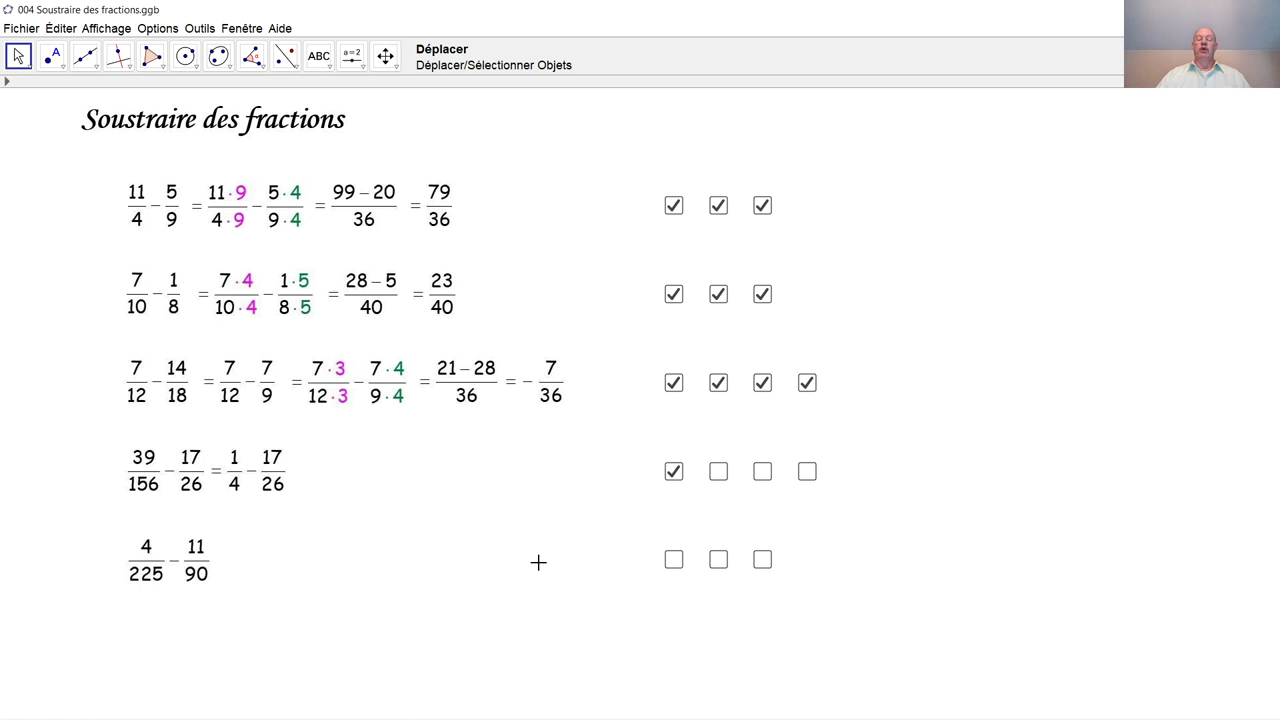 004 Soustraire des fractions.ggb
Fichier Éditer Affichage Options Outils Fenêtre Aide
ABC a=2 Déplacer
Déplacer/Sélectionner Objets
Soustraire des fractions
11/4 − 5/9 = 11·9/4·9 − 5·4/9·4 = 99−20/36 = 79/36
7/10 − 1/8 = 7·4/10·4 − 1·5/8·5 = 28−5/40 = 23/40
7/12 − 14/18 = 7/12 − 7/9 = 7·3/12·3 − 7·4/9·4 = 21−28/36 = − 7/36
39/156 − 17/26 = 1/4 − 17/26
4/225 − 11/90